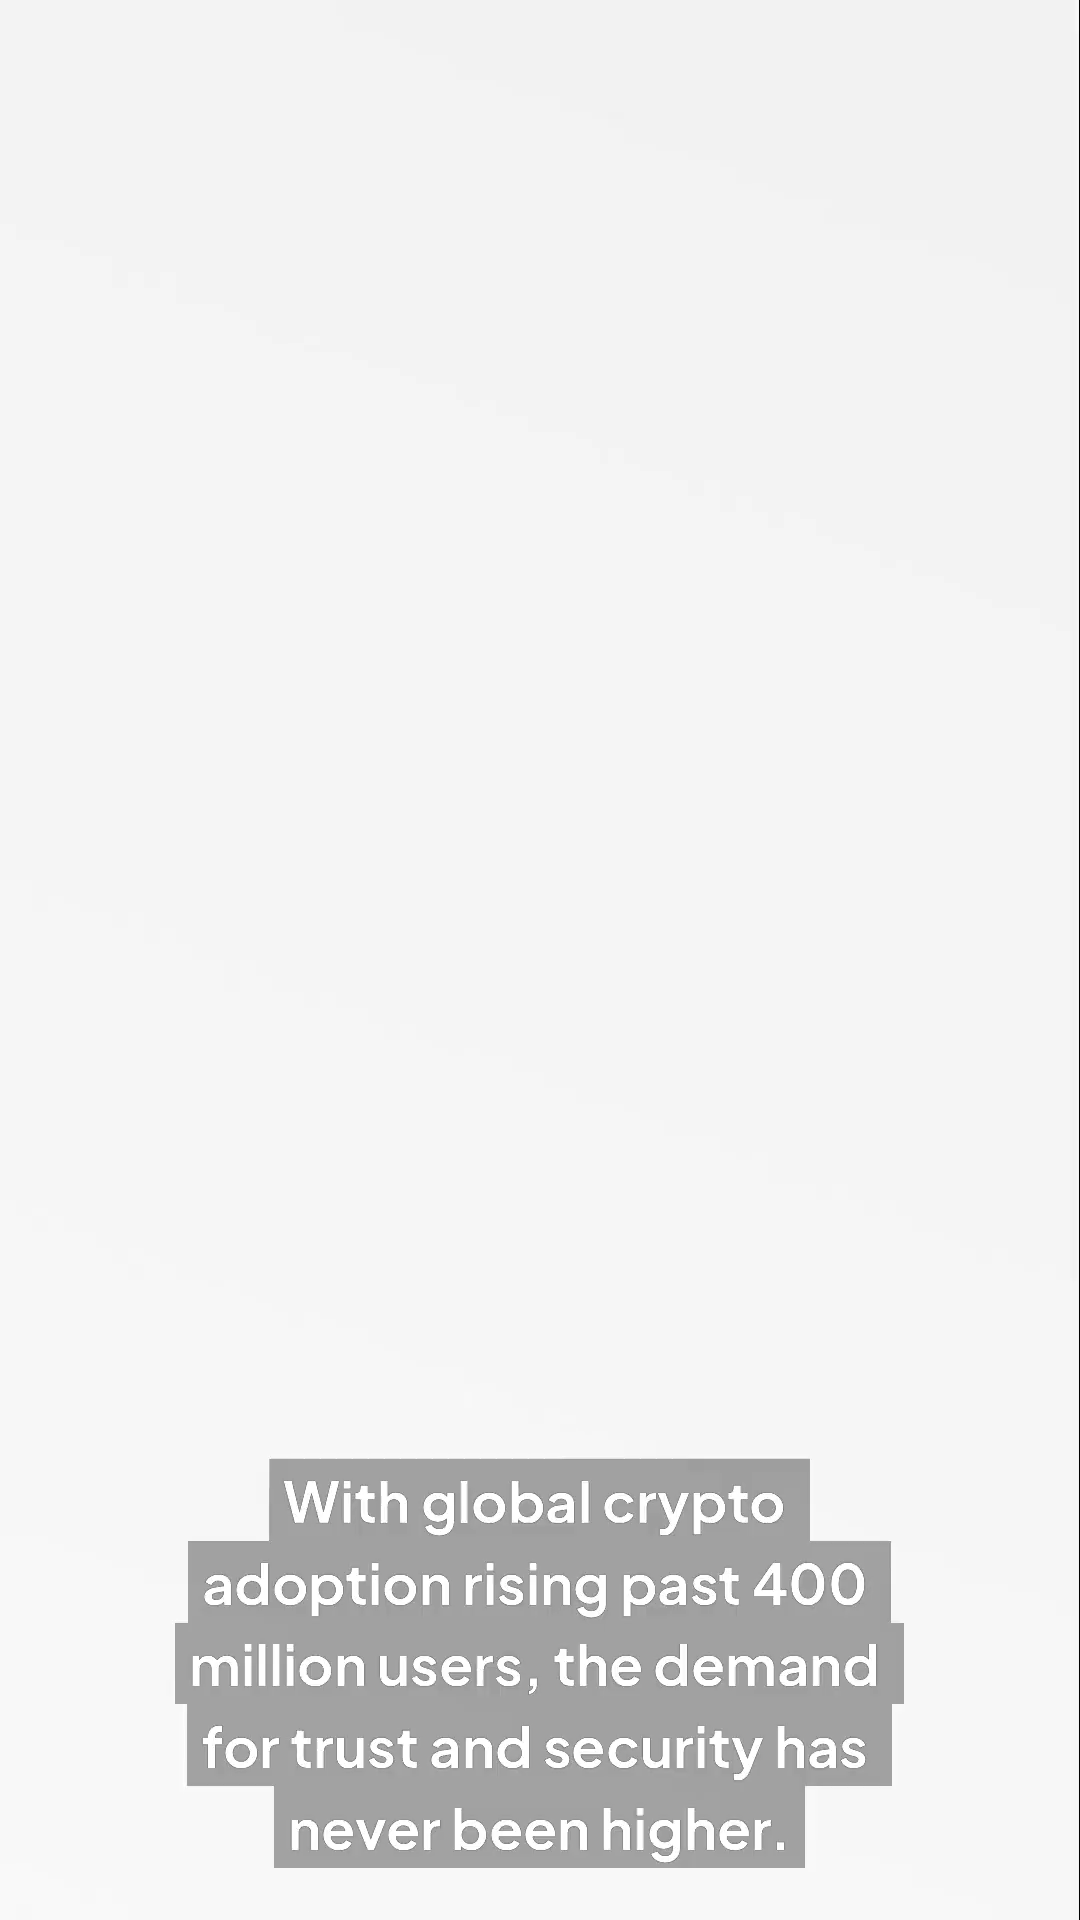 With global crypto
adoption rising past 400
million users, the demand
for trust and security has
never been higher.